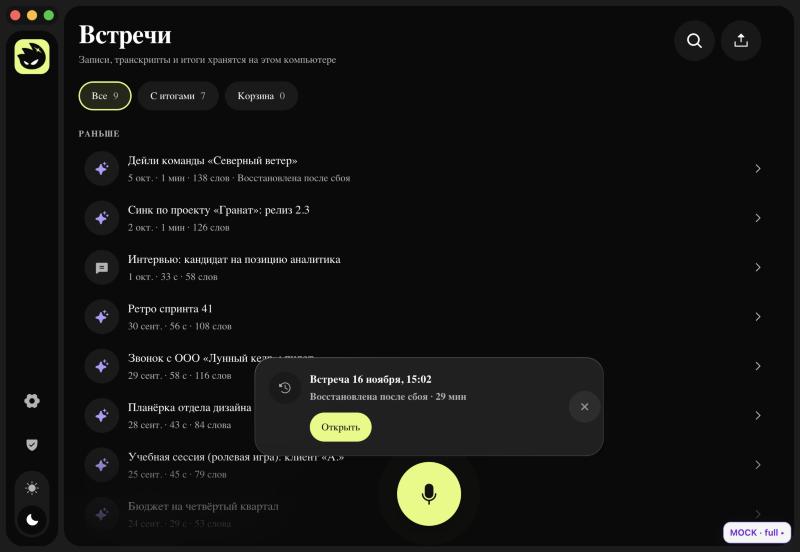 Встречи
Записи, транскрипты и итоги хранятся на этом компьютере
Все 9
С итогами 7
Корзина 0
РАНЬШЕ
Дейли команды «Северный ветер»
5 окт. · 1 мин · 138 слов · Восстановлена после сбоя
Синк по проекту «Гранат»: релиз 2.3
2 окт. · 1 мин · 126 слов
Интервью: кандидат на позицию аналитика
1 окт. · 33 с · 58 слов
Ретро спринта 41
30 сент. · 56 с · 108 слов
Звонок с ООО «Лунный
29 сент. · 58 с · 116 слов
Встреча 16 ноября, 15:02
Восстановлена после сбоя · 29 мин
Открыть
Планёрка отдела дизайна
28 сент. · 43 с · 84 слова
Учебная сессия (ролевая игра): клиент «А.»
25 сент. · 45 с · 79 слов
Бюджет на четвёртый квартал
24 сент. · 29 с · 53 слова
MOCK · full •